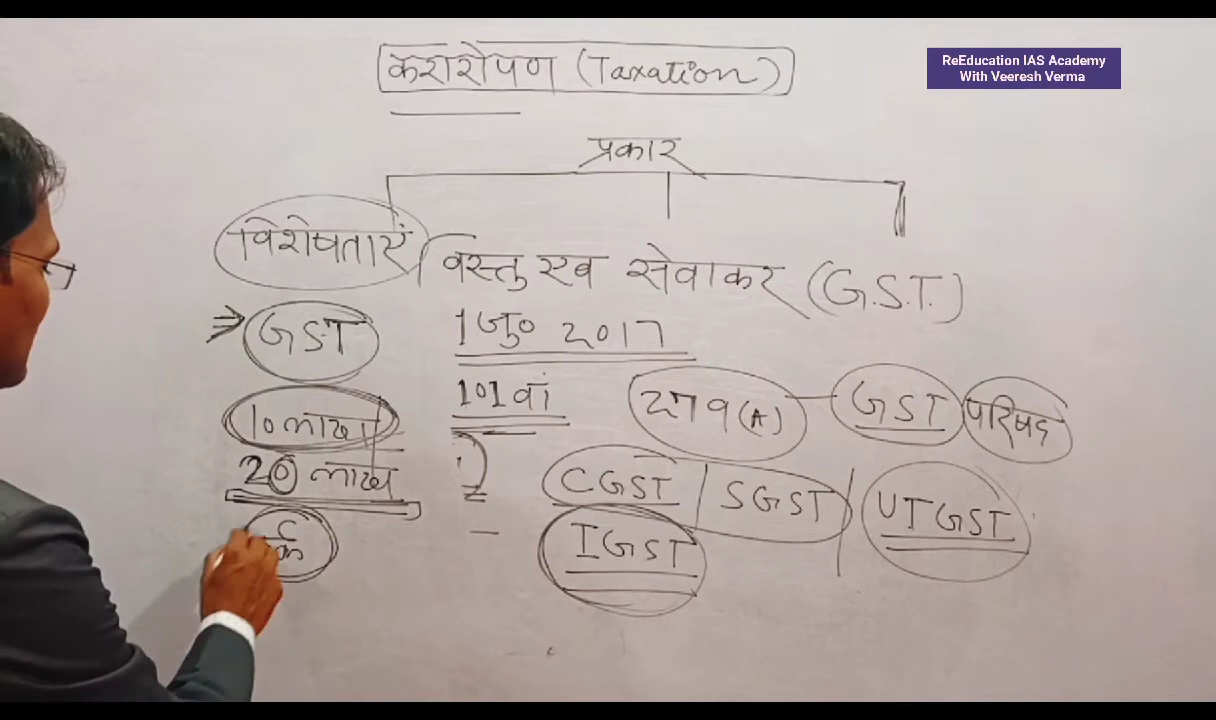 ReEducation IAS Academy
With Veeresh Verma
करारोपण (Taxation)
प्रकार
विशेषताएं
वस्तु एव सेवाकर (G.S.T.)
GST
1 जु० 2017
10 लाख
101 वां
279 (A) — GST परिषद
20 लाख
CGST / SGST / UTGST
IGST